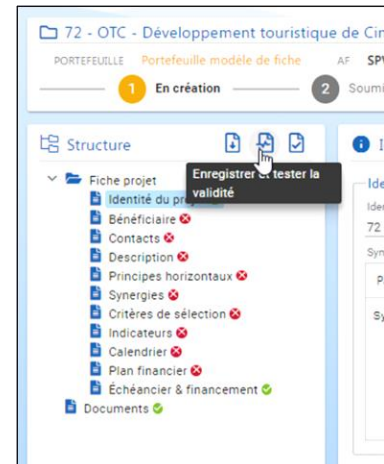 72 - OTC - Développement touristique de Cin
PORTEFEUILLE Portefeuille modèle de fiche AF SPW
1 En création 2 Soumi
Structure
Enregistrer et tester la
validité
Fiche projet
Identité du
Bénéficiaire
Contacts
Description
Principes horizontaux
Synergies
Critères de sélection
Indicateurs
Calendrier
Plan financier
Échéancier & financement
Documents
Ide
Iden
72
Syn
Sy